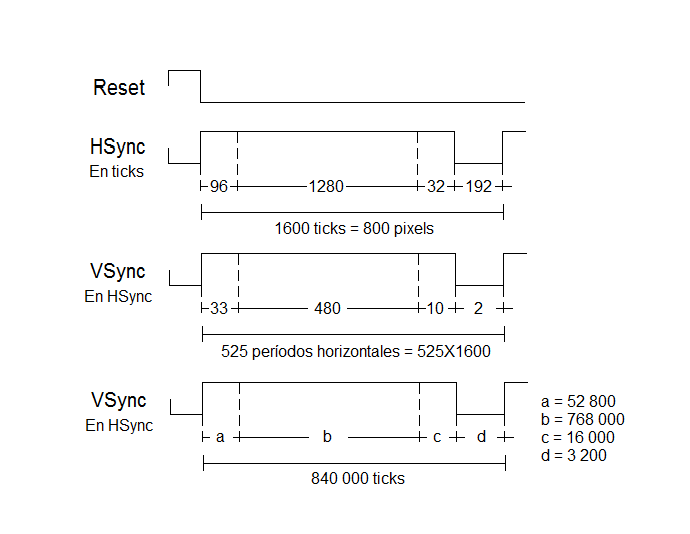 Reset
HSync
En ticks
96 1280 32 192
1600 ticks = 800 pixels
VSync
En HSync
33 480 10 2
525 períodos horizontales = 525X1600
VSync
En HSync
a b c d
840 000 ticks
a = 52 800
b = 768 000
c = 16 000
d = 3 200